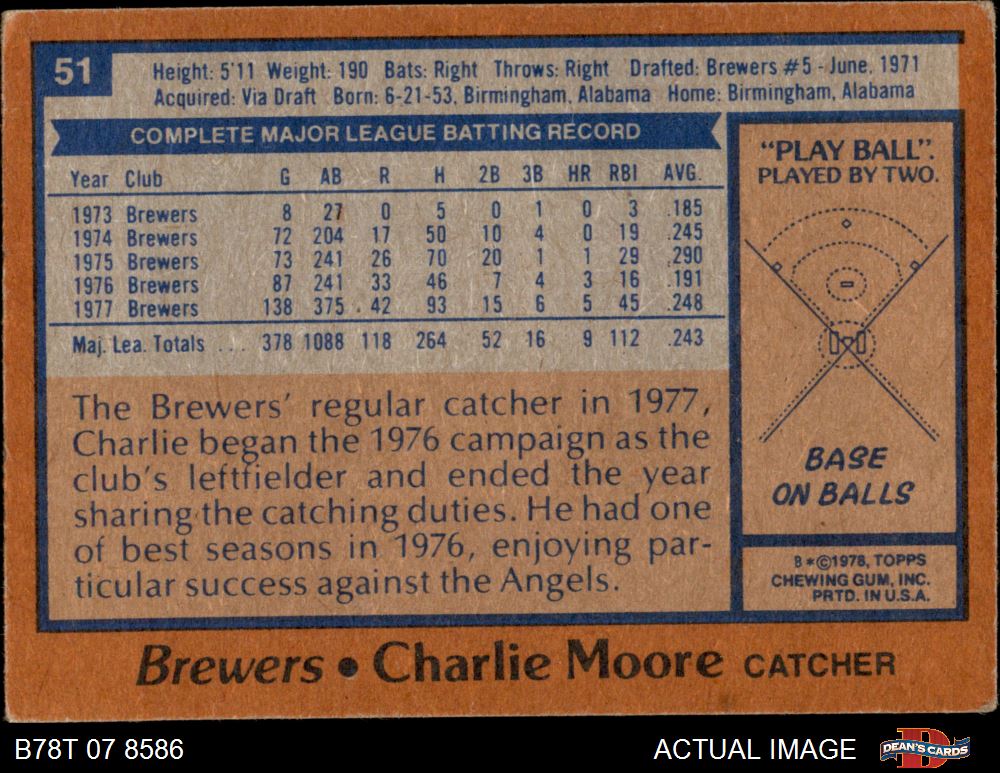 51
Height: 5'11 Weight: 190 Bats: Right Throws: Right Drafted: Brewers #5 - June, 1971
Acquired: Via Draft Born: 6-21-53, Birmingham, Alabama Home: Birmingham, Alabama
COMPLETE MAJOR LEAGUE BATTING RECORD
Year Club G AB R H 2B 3B HR RBI AVG.
1973 Brewers 8 27 0 5 0 1 0 3 .185
1974 Brewers 72 204 17 50 10 4 0 19 .245
1975 Brewers 73 241 26 70 20 1 1 29 .290
1976 Brewers 87 241 33 46 7 4 3 16 .191
1977 Brewers 138 375 42 93 15 6 5 45 .248
Maj. Lea. Totals ... 378 1088 118 264 52 16 9 112 .243
The Brewers' regular catcher in 1977,
Charlie began the 1976 campaign as the
club's leftfielder and ended the year
sharing the catching duties. He had one
of best seasons in 1976, enjoying par-
ticular success against the Angels.
"PLAY BALL".
PLAYED BY TWO.
BASE
ON BALLS
B*©1978, TOPPS
CHEWING GUM, INC.
PRTD. IN U.S.A.
Brewers • Charlie Moore CATCHER
B78T 07 8586
ACTUAL IMAGE
DEAN'S CARDS